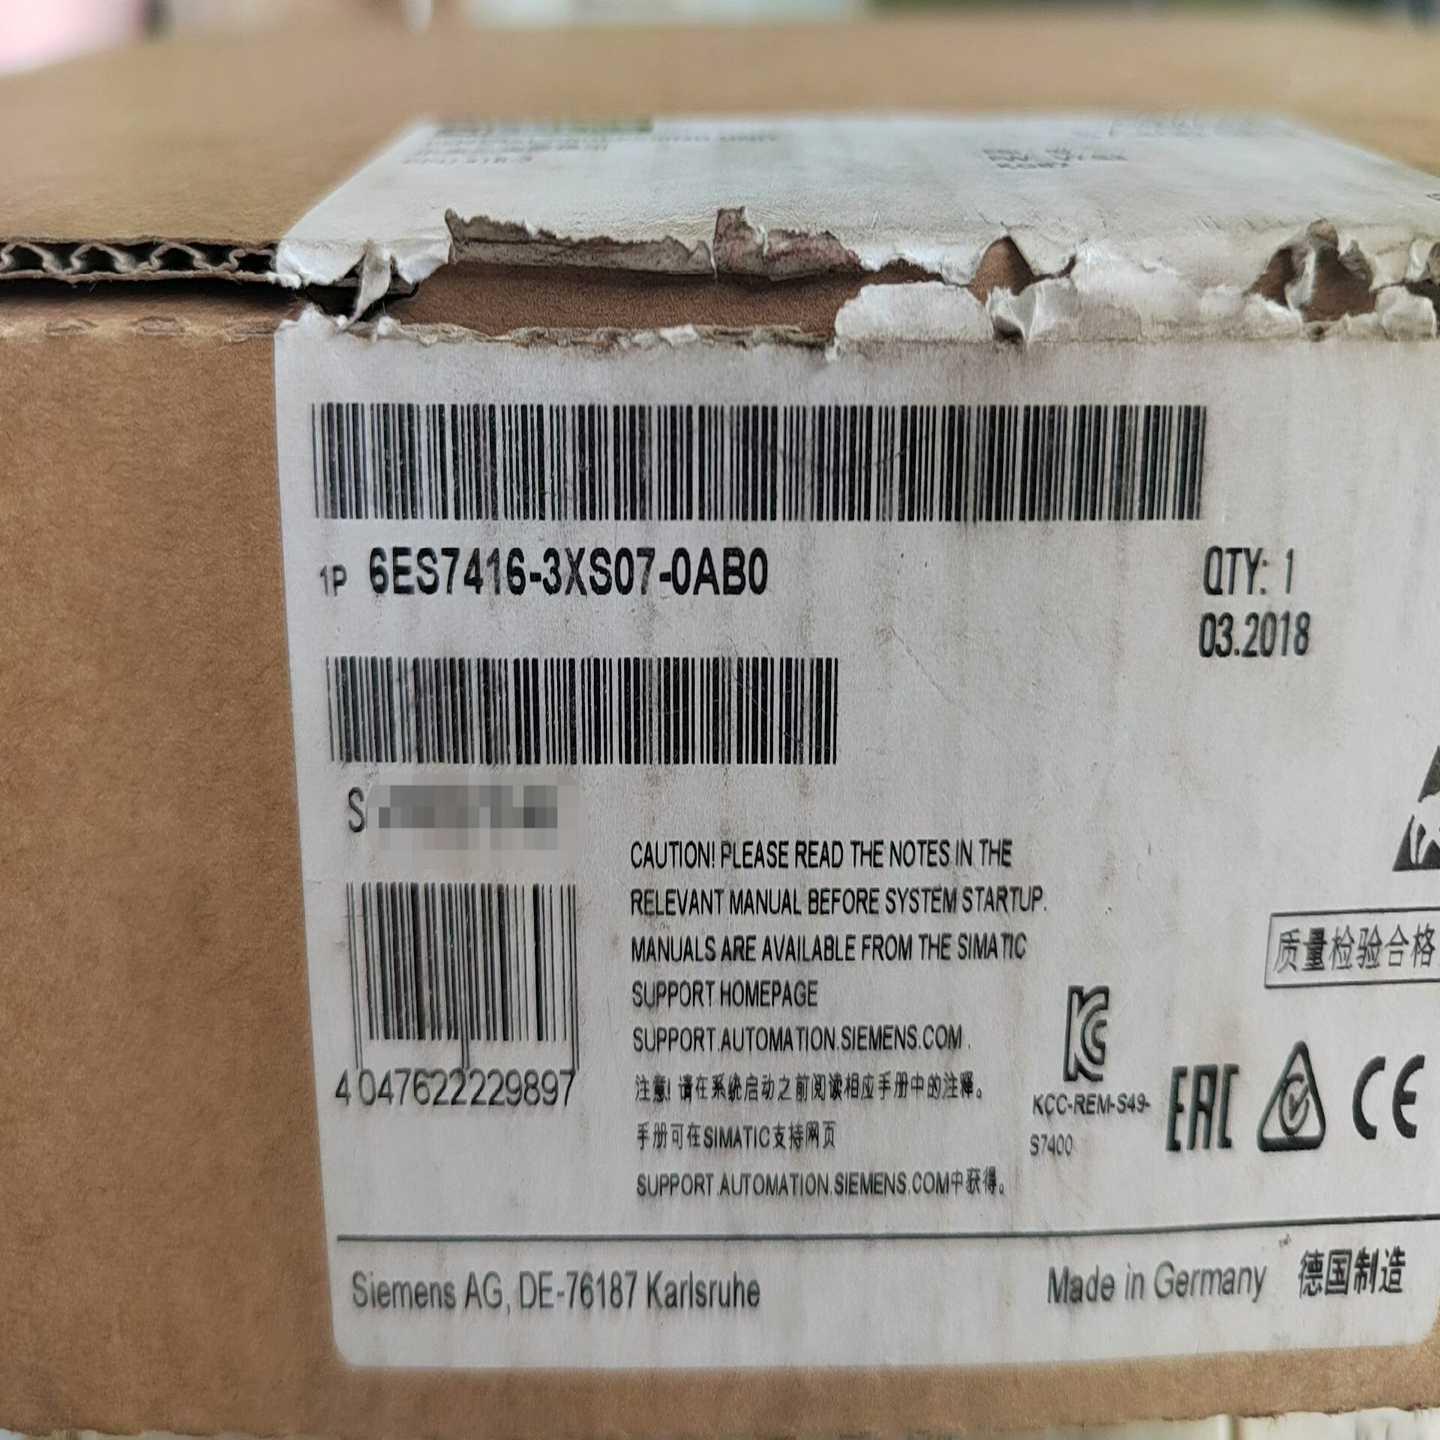 1P 6ES7416-3XS07-0AB0
QTY: 1
03.2018
S
CAUTION! PLEASE READ THE NOTES IN THE
RELEVANT MANUAL BEFORE SYSTEM STARTUP.
MANUALS ARE AVAILABLE FROM THE SIMATIC
SUPPORT HOMEPAGE
SUPPORT.AUTOMATION.SIEMENS.COM.
注意! 请在系统启动之前阅读相应手册中的注释。
手册可在SIMATIC支持网页
SUPPORT.AUTOMATION.SIEMENS.COM中获得。
4 047622229897
质量检验合格
KCC-REM-S49-
S7400
EAC
CE
Siemens AG, DE-76187 Karlsruhe
Made in Germany 德国制造